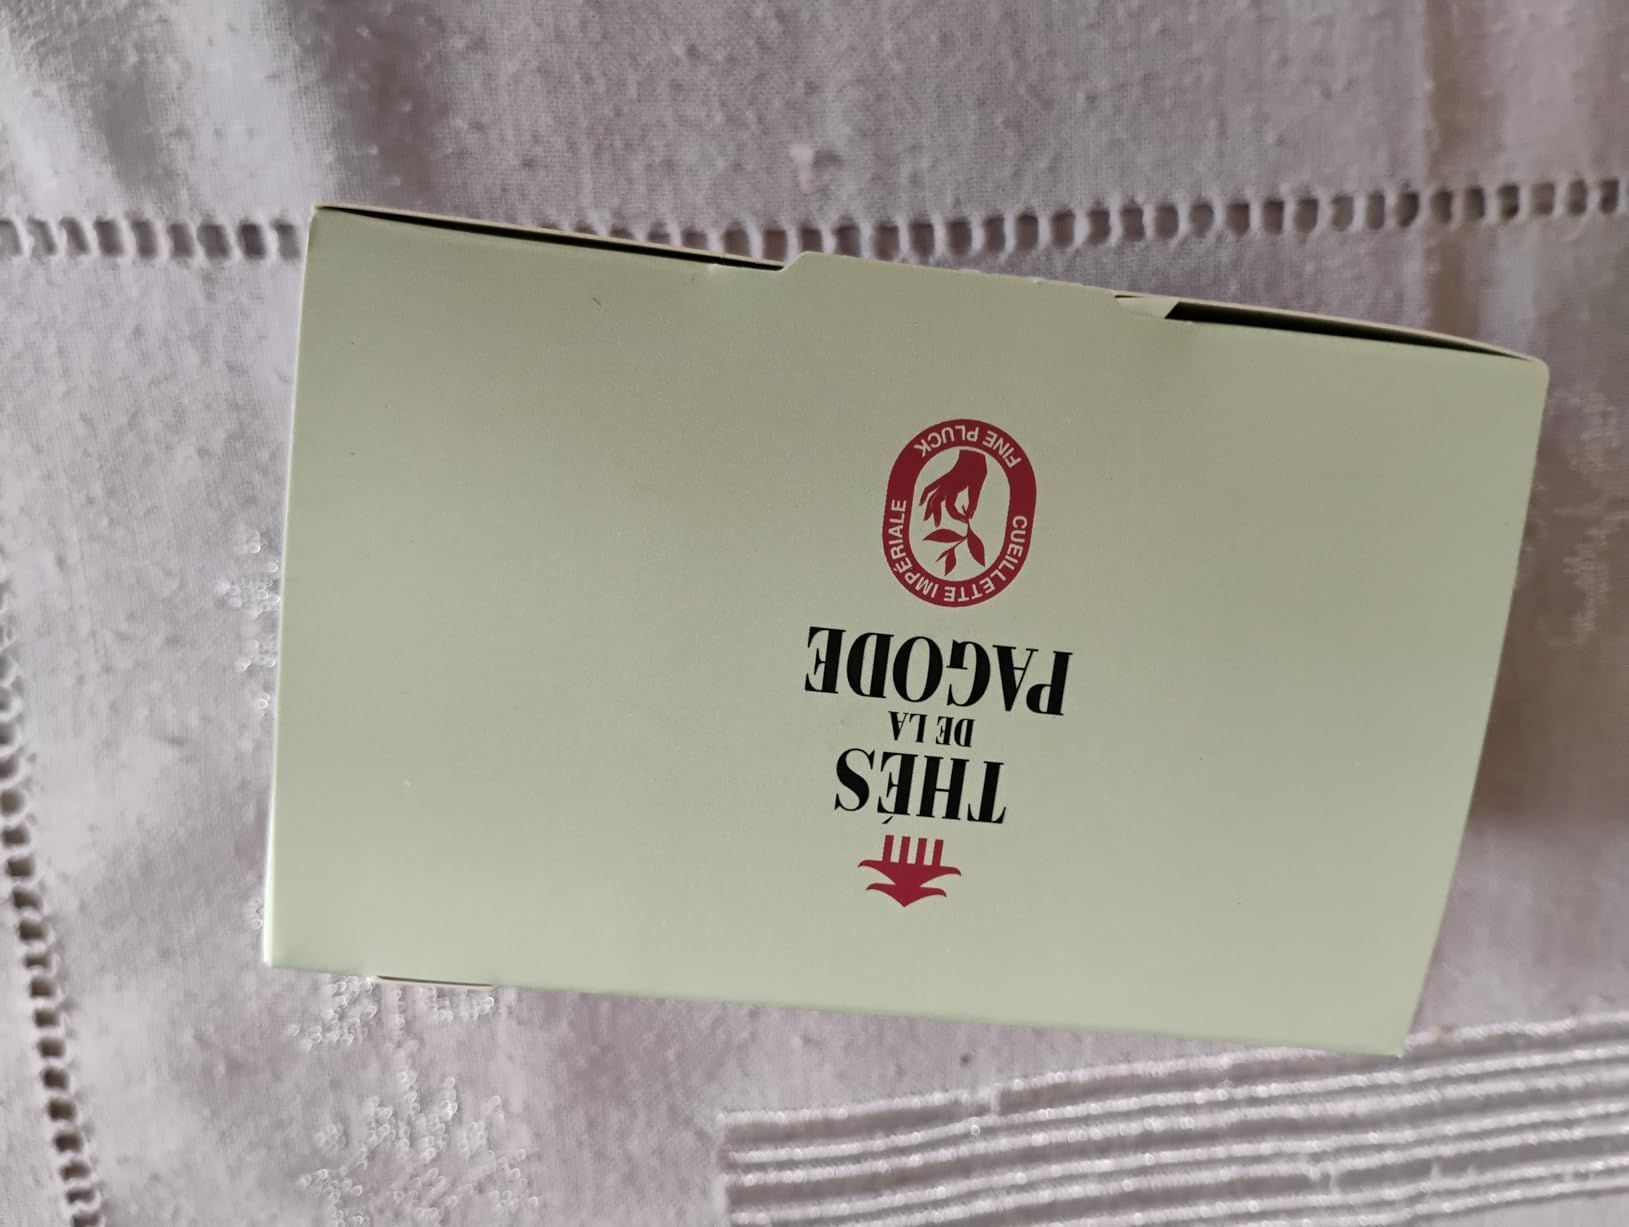 THÉS
DE LA
PAGODE
CUEILLETTE IMPÉRIALE
FINE PLUCK